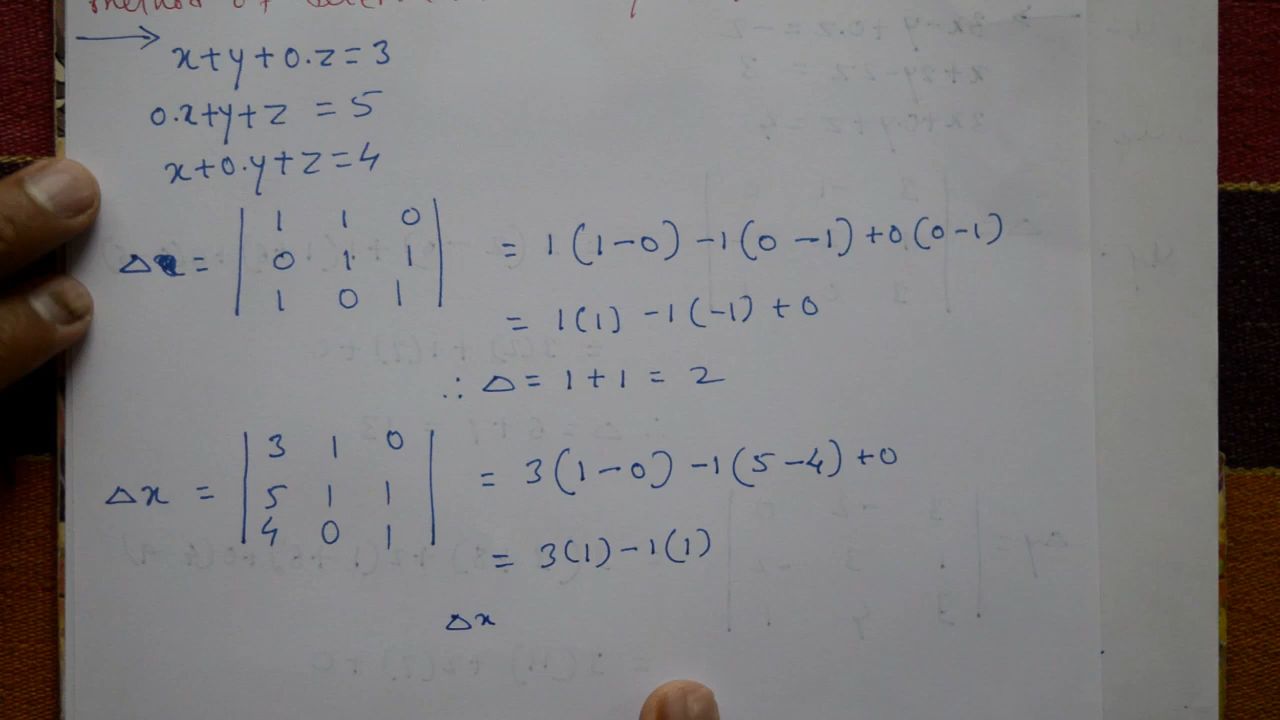 method of
x+y+0.z=3
0.x+y+z = 5
x+0.y+z=4
Δ = | 1 1 0 | = 1(1-0) -1(0-1)+0(0-1)
| 0 1 1 |
| 1 0 1 | = 1(1) -1(-1) +0
∴ Δ= 1+1 = 2
Δx = | 3 1 0 | = 3(1-0) -1(5-4)+0
| 5 1 1 |
| 4 0 1 | = 3(1)-1(1)
Δx